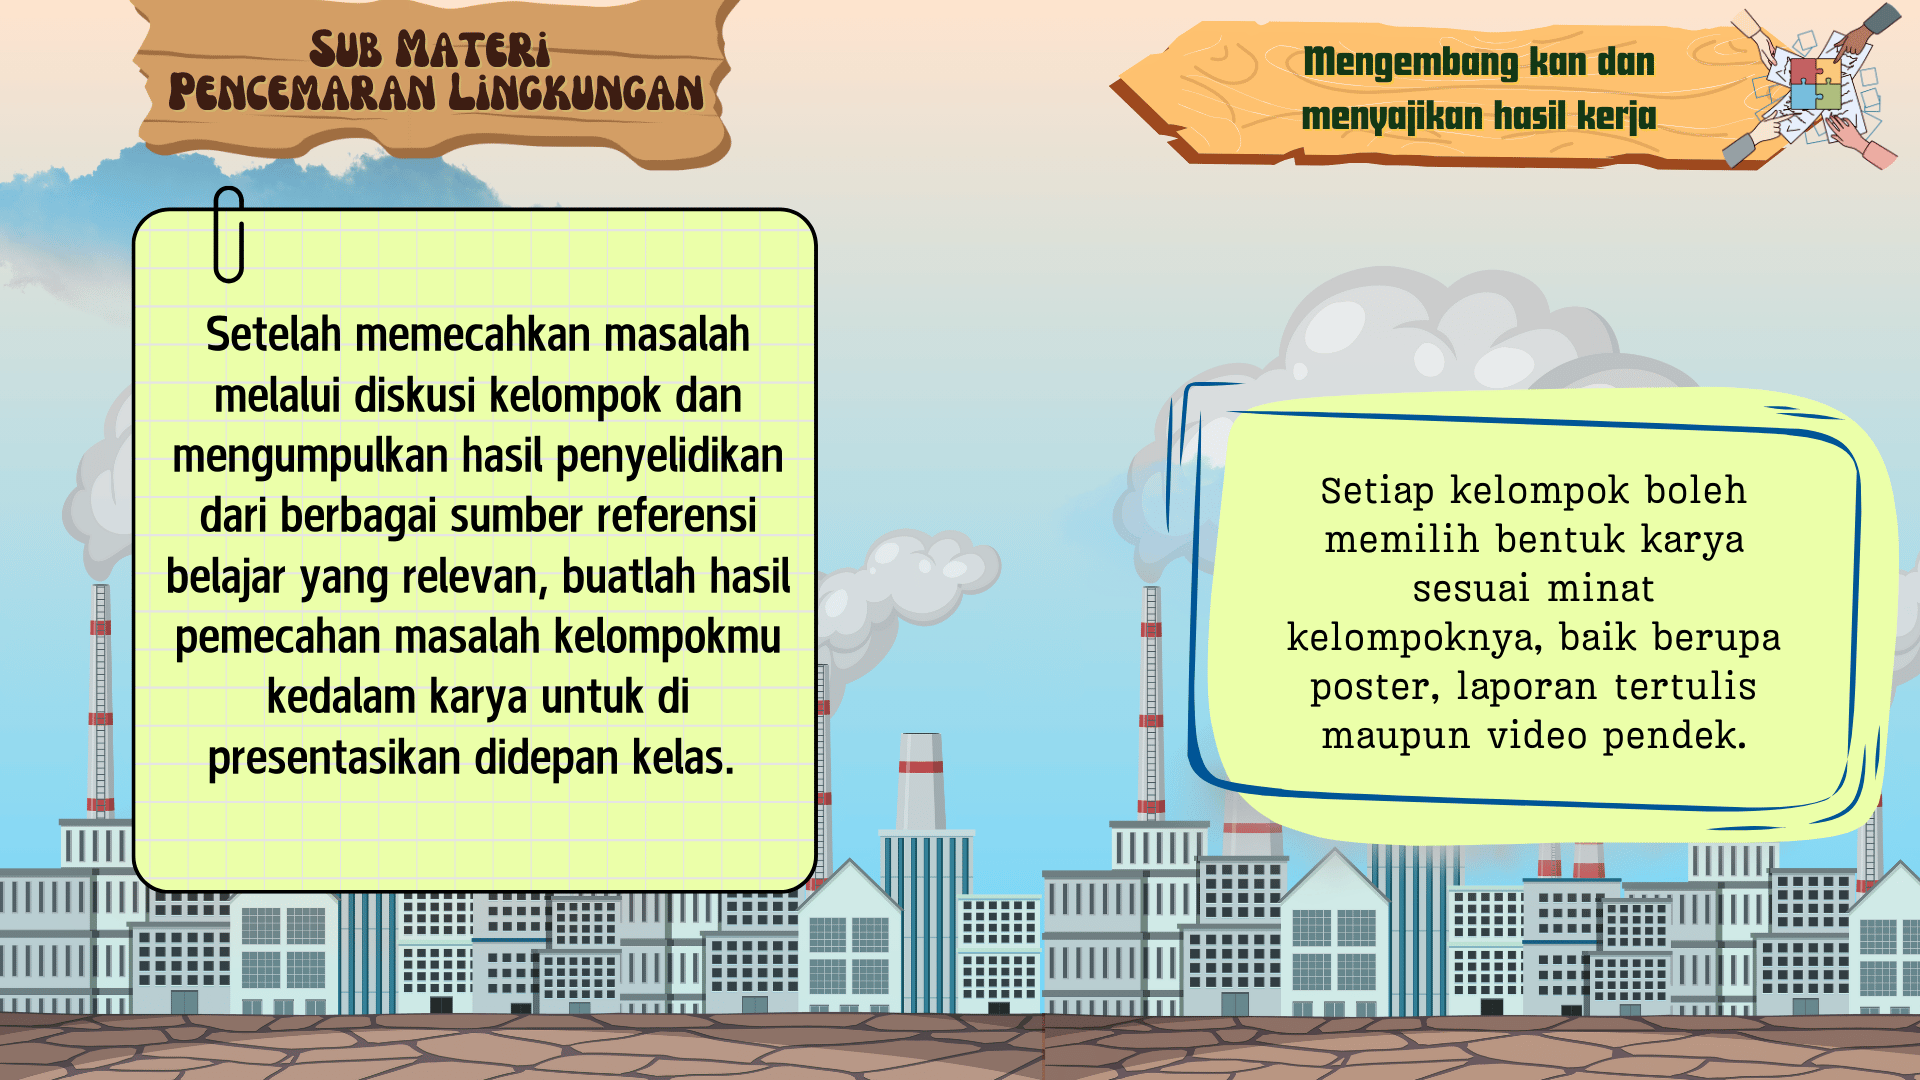 Sub Materi
Pencemaran Lingkungan
Mengembang kan dan
menyajikan hasil kerja
Setelah memecahkan masalah
melalui diskusi kelompok dan
mengumpulkan hasil penyelidikan
dari berbagai sumber referensi
belajar yang relevan, buatlah hasil
pemecahan masalah kelompokmu
kedalam karya untuk di
presentasikan didepan kelas.
Setiap kelompok boleh
memilih bentuk karya
sesuai minat
kelompoknya, baik berupa
poster, laporan tertulis
maupun video pendek.